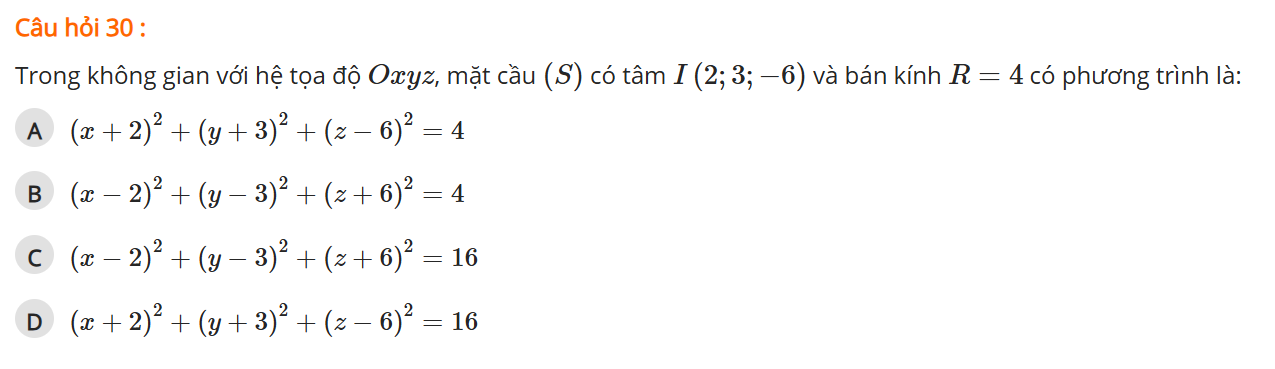 Câu hỏi 30 :
Trong không gian với hệ tọa độ Oxyz, mặt cầu (S) có tâm I (2; 3; −6) và bán kính R = 4 có phương trình là:
A (x + 2)² + (y + 3)² + (z − 6)² = 4
B (x − 2)² + (y − 3)² + (z + 6)² = 4
C (x − 2)² + (y − 3)² + (z + 6)² = 16
D (x + 2)² + (y + 3)² + (z − 6)² = 16